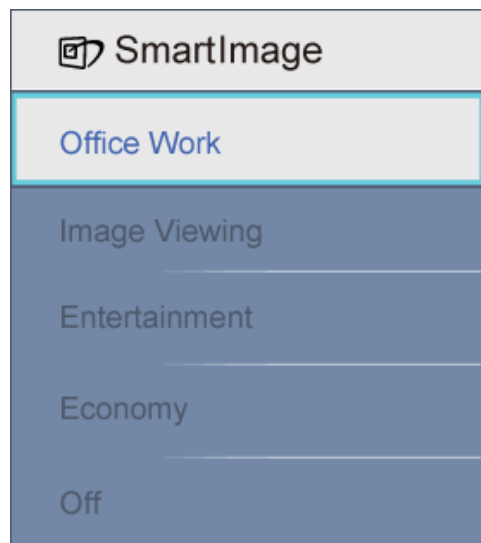 SmartImage
Office Work
Image Viewing
Entertainment
Economy
Off